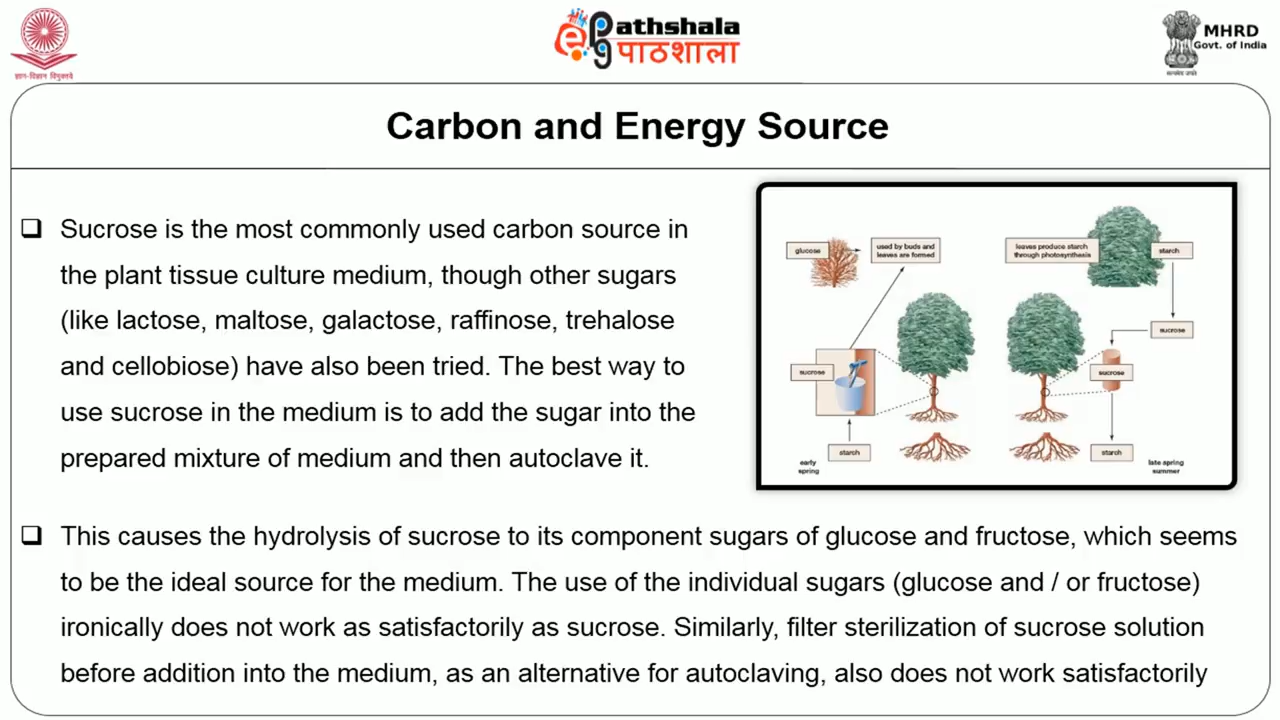 ज्ञान-विज्ञान विमुक्तये
Pathshala
पाठशाला
MHRD
Govt. of India
सत्यमेव जयते
Carbon and Energy Source
Sucrose is the most commonly used carbon source in
the plant tissue culture medium, though other sugars
(like lactose, maltose, galactose, raffinose, trehalose
and cellobiose) have also been tried. The best way to
use sucrose in the medium is to add the sugar into the
prepared mixture of medium and then autoclave it.
glucose
used by buds and
leaves are formed
leaves produce starch
through photosynthesis
starch
sucrose
sucrose
sucrose
starch
starch
early
spring
late spring
summer
This causes the hydrolysis of sucrose to its component sugars of glucose and fructose, which seems
to be the ideal source for the medium. The use of the individual sugars (glucose and / or fructose)
ironically does not work as satisfactorily as sucrose. Similarly, filter sterilization of sucrose solution
before addition into the medium, as an alternative for autoclaving, also does not work satisfactorily